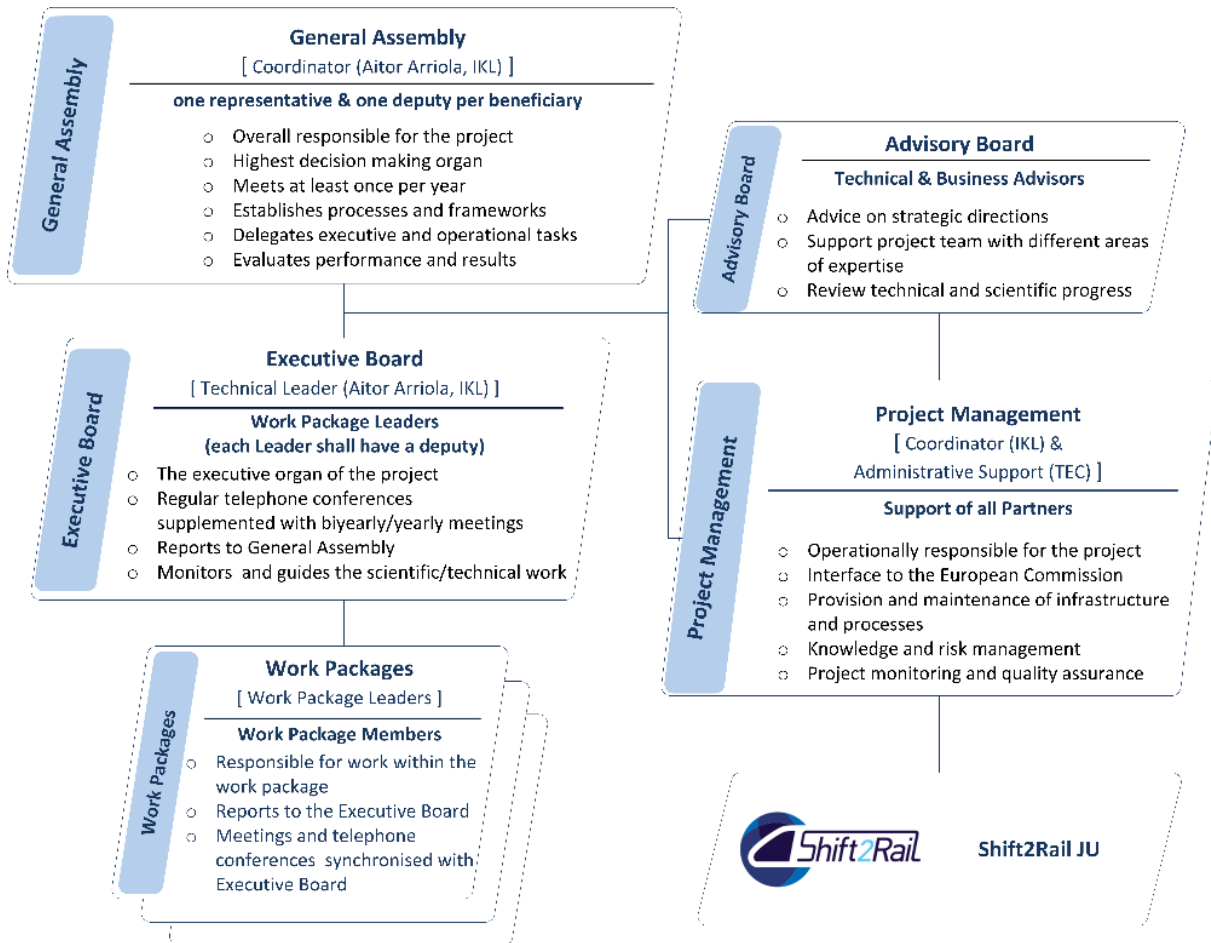 General Assembly
General Assembly
[ Coordinator (Aitor Arriola, IKL) ]
one representative & one deputy per beneficiary
o Overall responsible for the project
o Highest decision making organ
o Meets at least once per year
o Establishes processes and frameworks
o Delegates executive and operational tasks
o Evaluates performance and results
Advisory Board
Advisory Board
Technical & Business Advisors
o Advice on strategic directions
o Support project team with different areas
of expertise
o Review technical and scientific progress
Executive Board
Executive Board
[ Technical Leader (Aitor Arriola, IKL) ]
Work Package Leaders
(each Leader shall have a deputy)
o The executive organ of the project
o Regular telephone conferences
supplemented with biyearly/yearly meetings
o Reports to General Assembly
o Monitors and guides the scientific/technical work
Project Management
Project Management
[ Coordinator (IKL) &
Administrative Support (TEC) ]
Support of all Partners
o Operationally responsible for the project
o Interface to the European Commission
o Provision and maintenance of infrastructure
and processes
o Knowledge and risk management
o Project monitoring and quality assurance
Work Packages
Work Packages
[ Work Package Leaders ]
Work Package Members
o Responsible for work within the
work package
o Reports to the Executive Board
o Meetings and telephone
conferences synchronised with
Executive Board
Shift2Rail
Shift2Rail JU